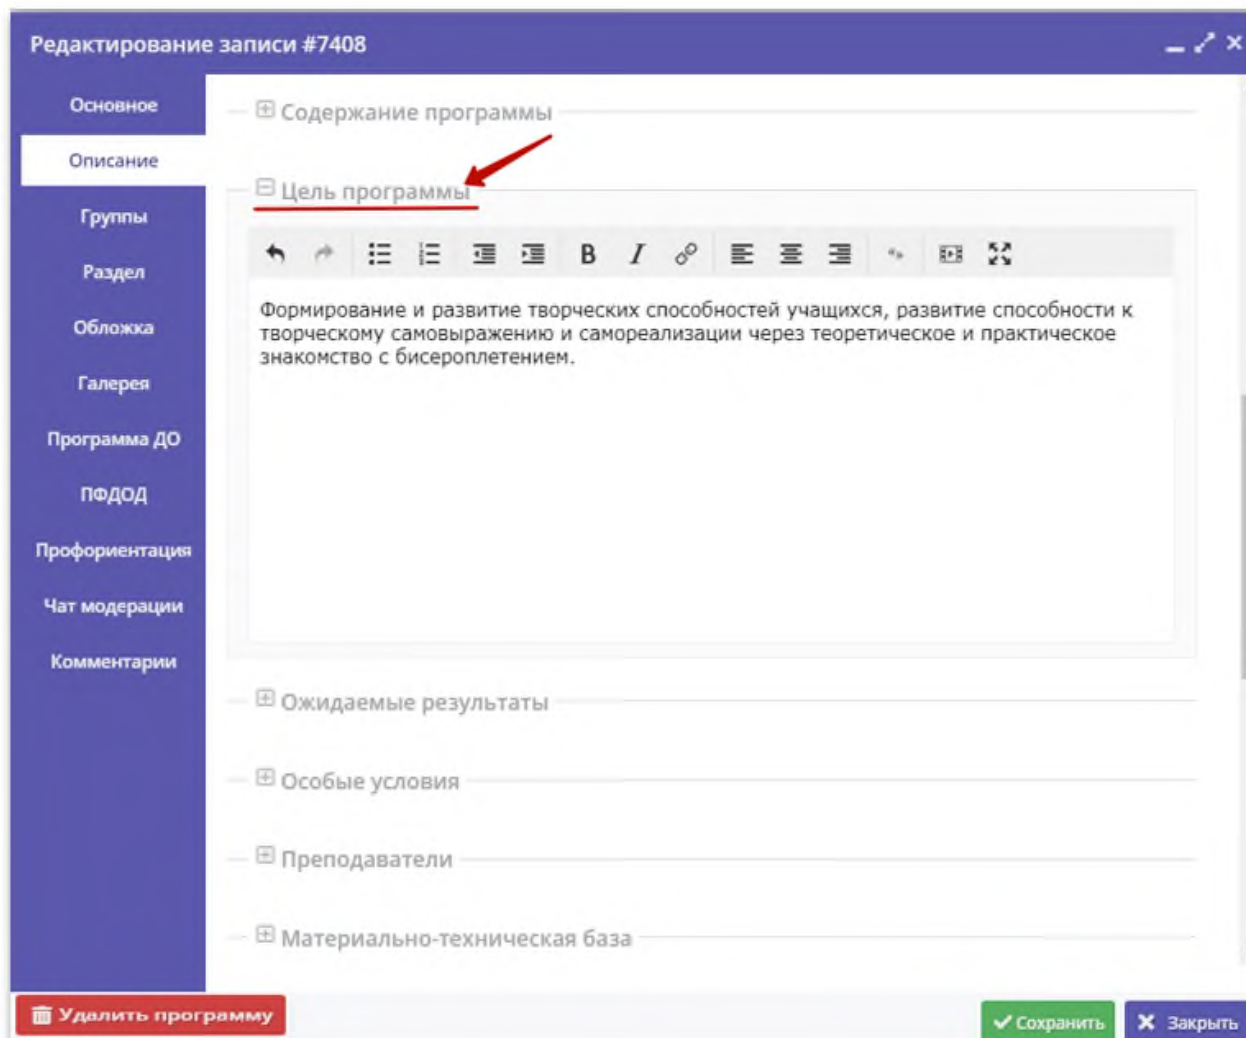 Редактирование записи #7408
Основное
Описание
Группы
Раздел
Обложка
Галерея
Программа ДО
ПФДОД
Профориентация
Чат модерации
Комментарии
Содержание программы
Цель программы
Формирование и развитие творческих способностей учащихся, развитие способности к
творческому самовыражению и самореализации через теоретическое и практическое
знакомство с бисероплетением.
Ожидаемые результаты
Особые условия
Преподаватели
Материально-техническая база
Удалить программу
Сохранить
Закрыть